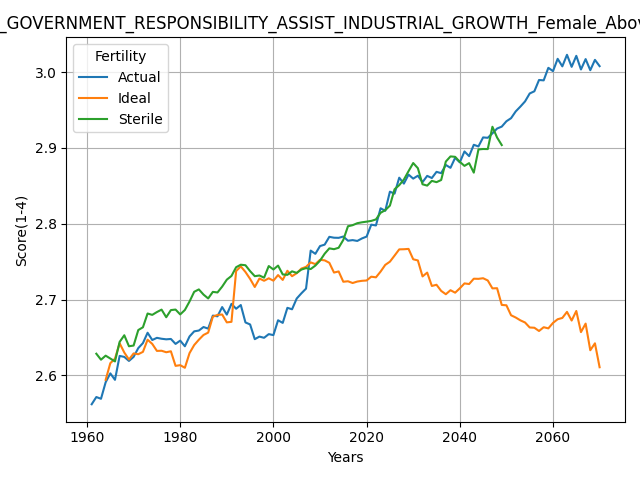 _GOVERNMENT_RESPONSIBILITY_ASSIST_INDUSTRIAL_GROWTH_Female_Abov
Fertility
Actual
Ideal
Sterile
Score(1-4)
3.0
2.9
2.8
2.7
2.6
1960 1980 2000 2020 2040 2060
Years